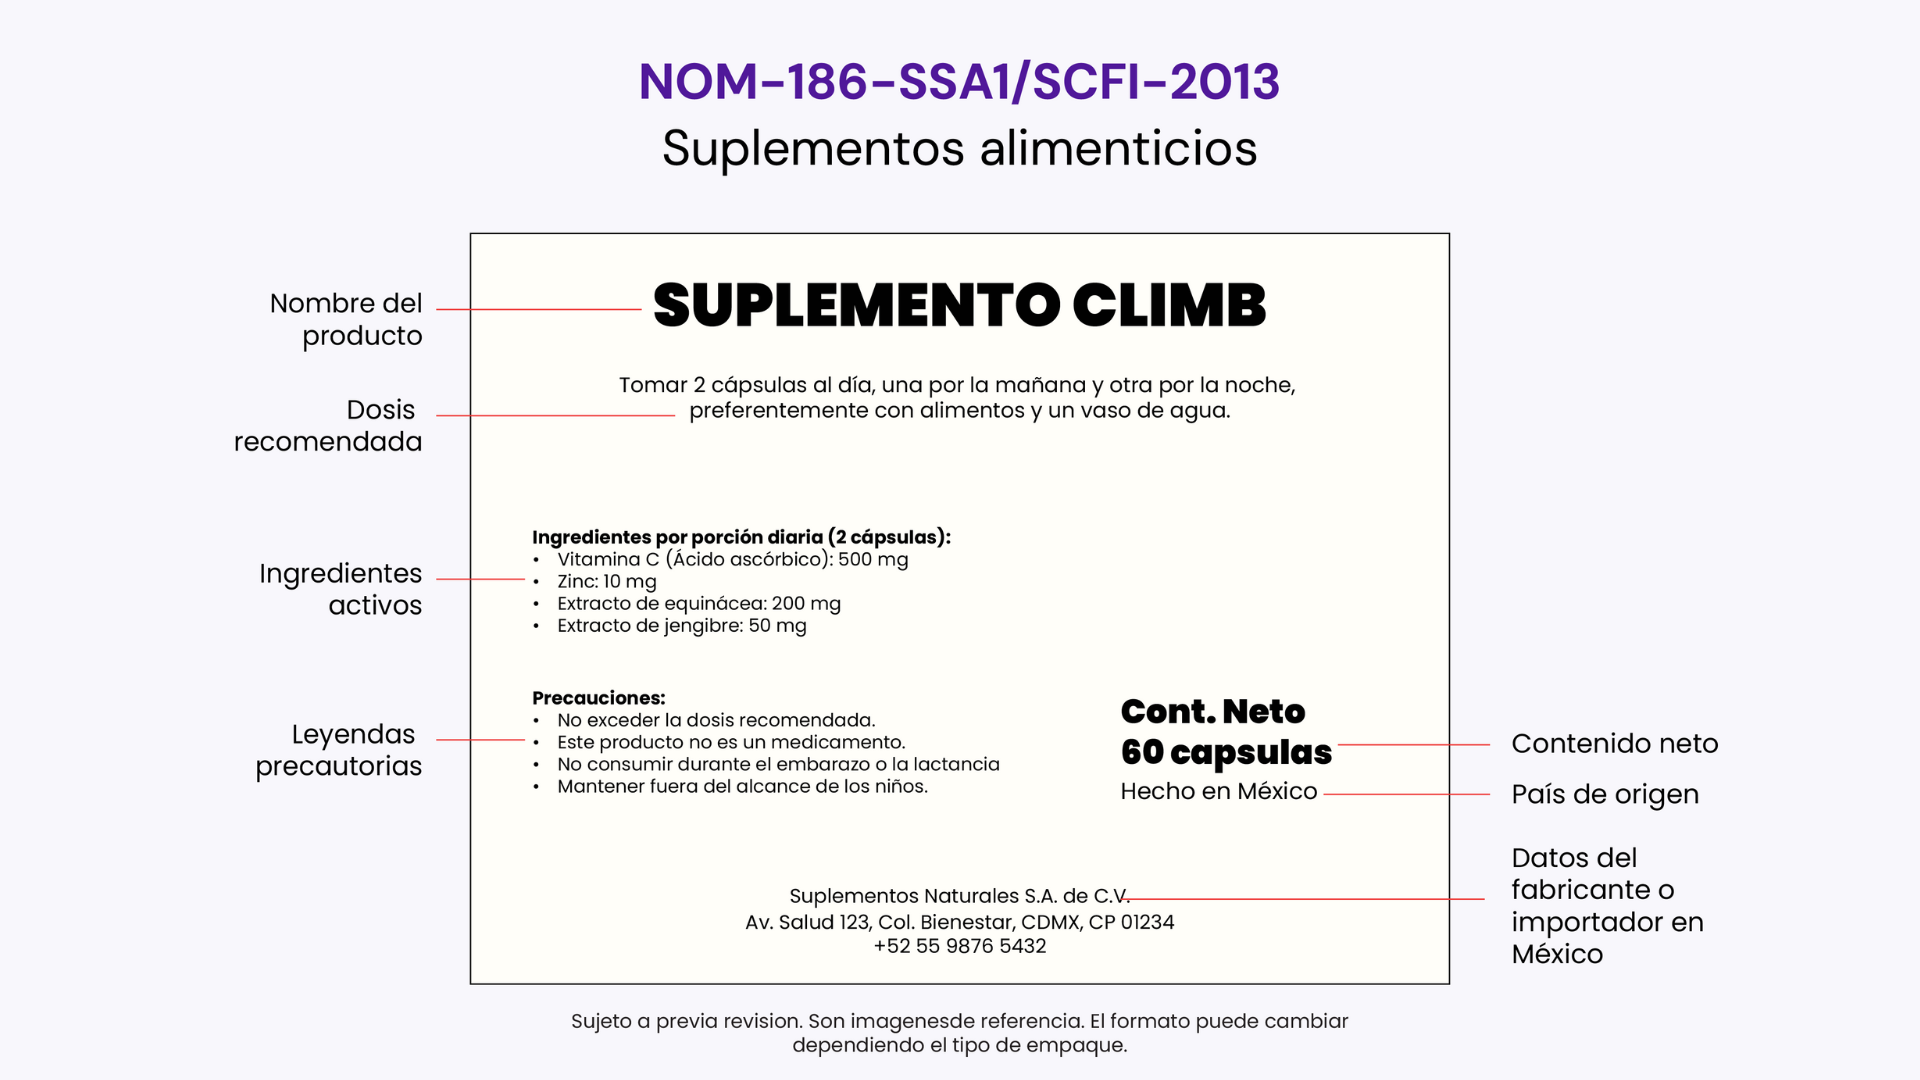 NOM-186-SSA1/SCFI-2013
Suplementos alimenticios
Nombre del
producto
SUPLEMENTO CLIMB
Dosis
recomendada
Tomar 2 cápsulas al día, una por la mañana y otra por la noche,
preferentemente con alimentos y un vaso de agua.
Ingredientes
activos
Ingredientes por porción diaria (2 cápsulas):
• Vitamina C (Ácido ascórbico): 500 mg
• Zinc: 10 mg
• Extracto de equinácea: 200 mg
• Extracto de jengibre: 50 mg
Leyendas
precautorias
Precauciones:
• No exceder la dosis recomendada.
• Este producto no es un medicamento.
• No consumir durante el embarazo o la lactancia
• Mantener fuera del alcance de los niños.
Cont. Neto
60 capsulas
Hecho en México
Contenido neto
País de origen
Suplementos Naturales S.A. de C.V.
Av. Salud 123, Col. Bienestar, CDMX, CP 01234
+52 55 9876 5432
Datos del
fabricante o
importador en
México
Sujeto a previa revision. Son imagenesde referencia. El formato puede cambiar
dependiendo el tipo de empaque.